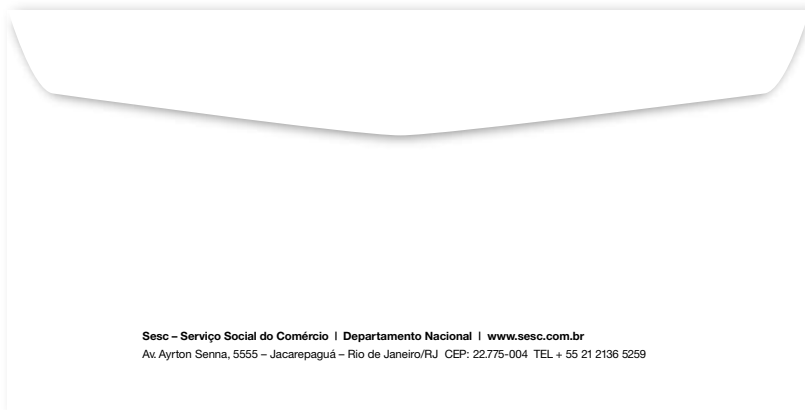 Sesc – Serviço Social do Comércio | Departamento Nacional | www.sesc.com.br
Av. Ayrton Senna, 5555 – Jacarepaguá – Rio de Janeiro/RJ CEP: 22.775-004 TEL + 55 21 2136 5259